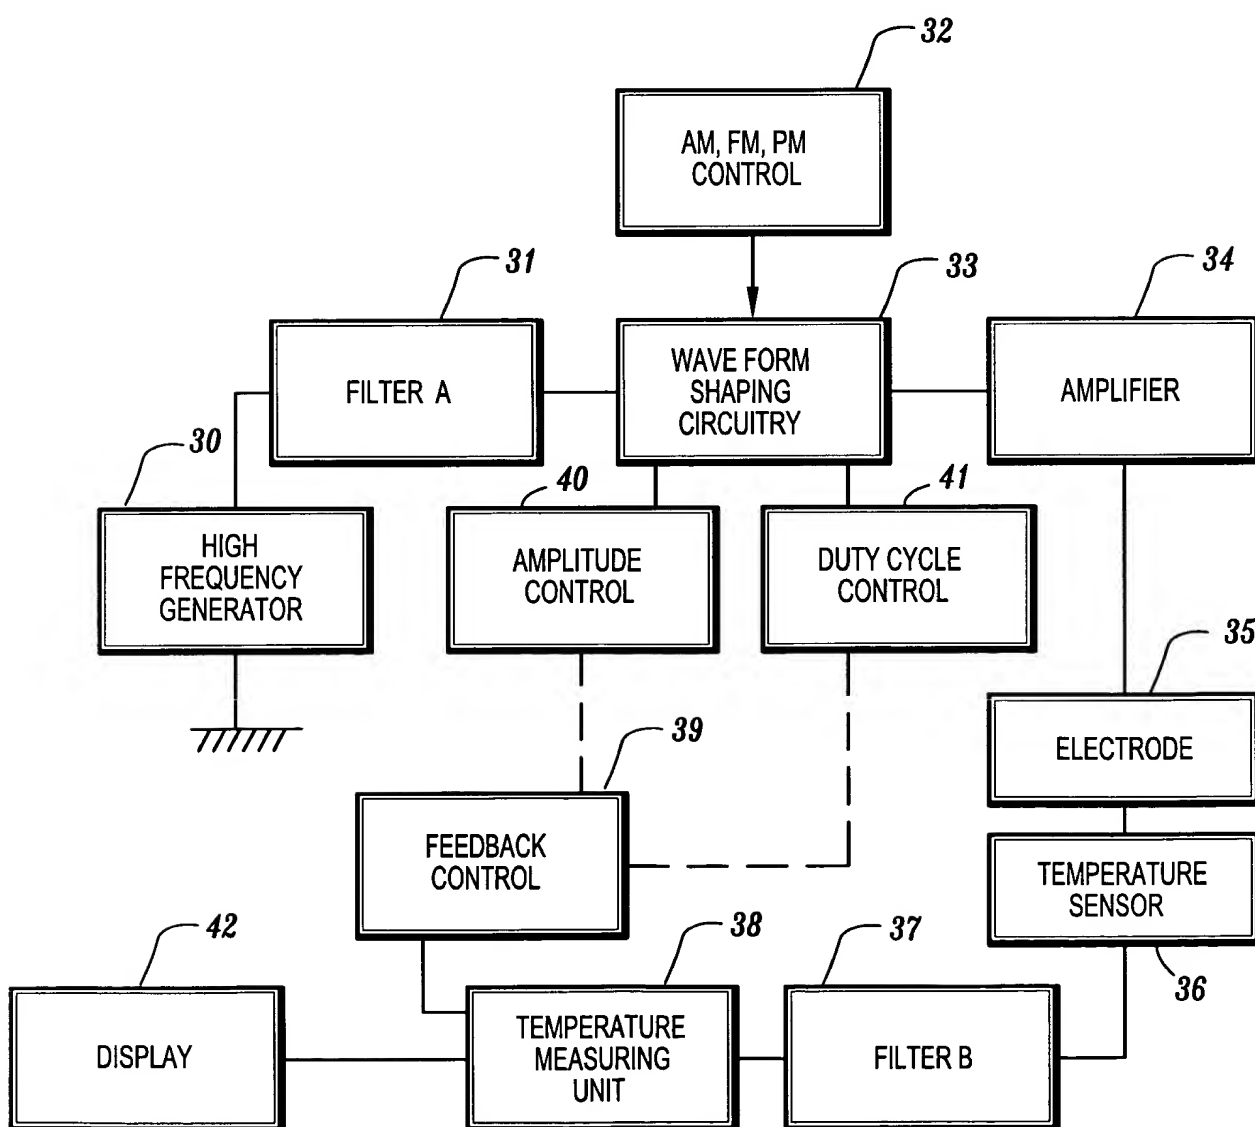 32
AM, FM, PM
CONTROL
31
33
34
FILTER A
WAVE FORM
SHAPING
CIRCUITRY
AMPLIFIER
30
40
41
HIGH
FREQUENCY
GENERATOR
AMPLITUDE
CONTROL
DUTY CYCLE
CONTROL
35
ELECTRODE
39
FEEDBACK
CONTROL
TEMPERATURE
SENSOR
36
42
38
37
DISPLAY
TEMPERATURE
MEASURING
UNIT
FILTER B